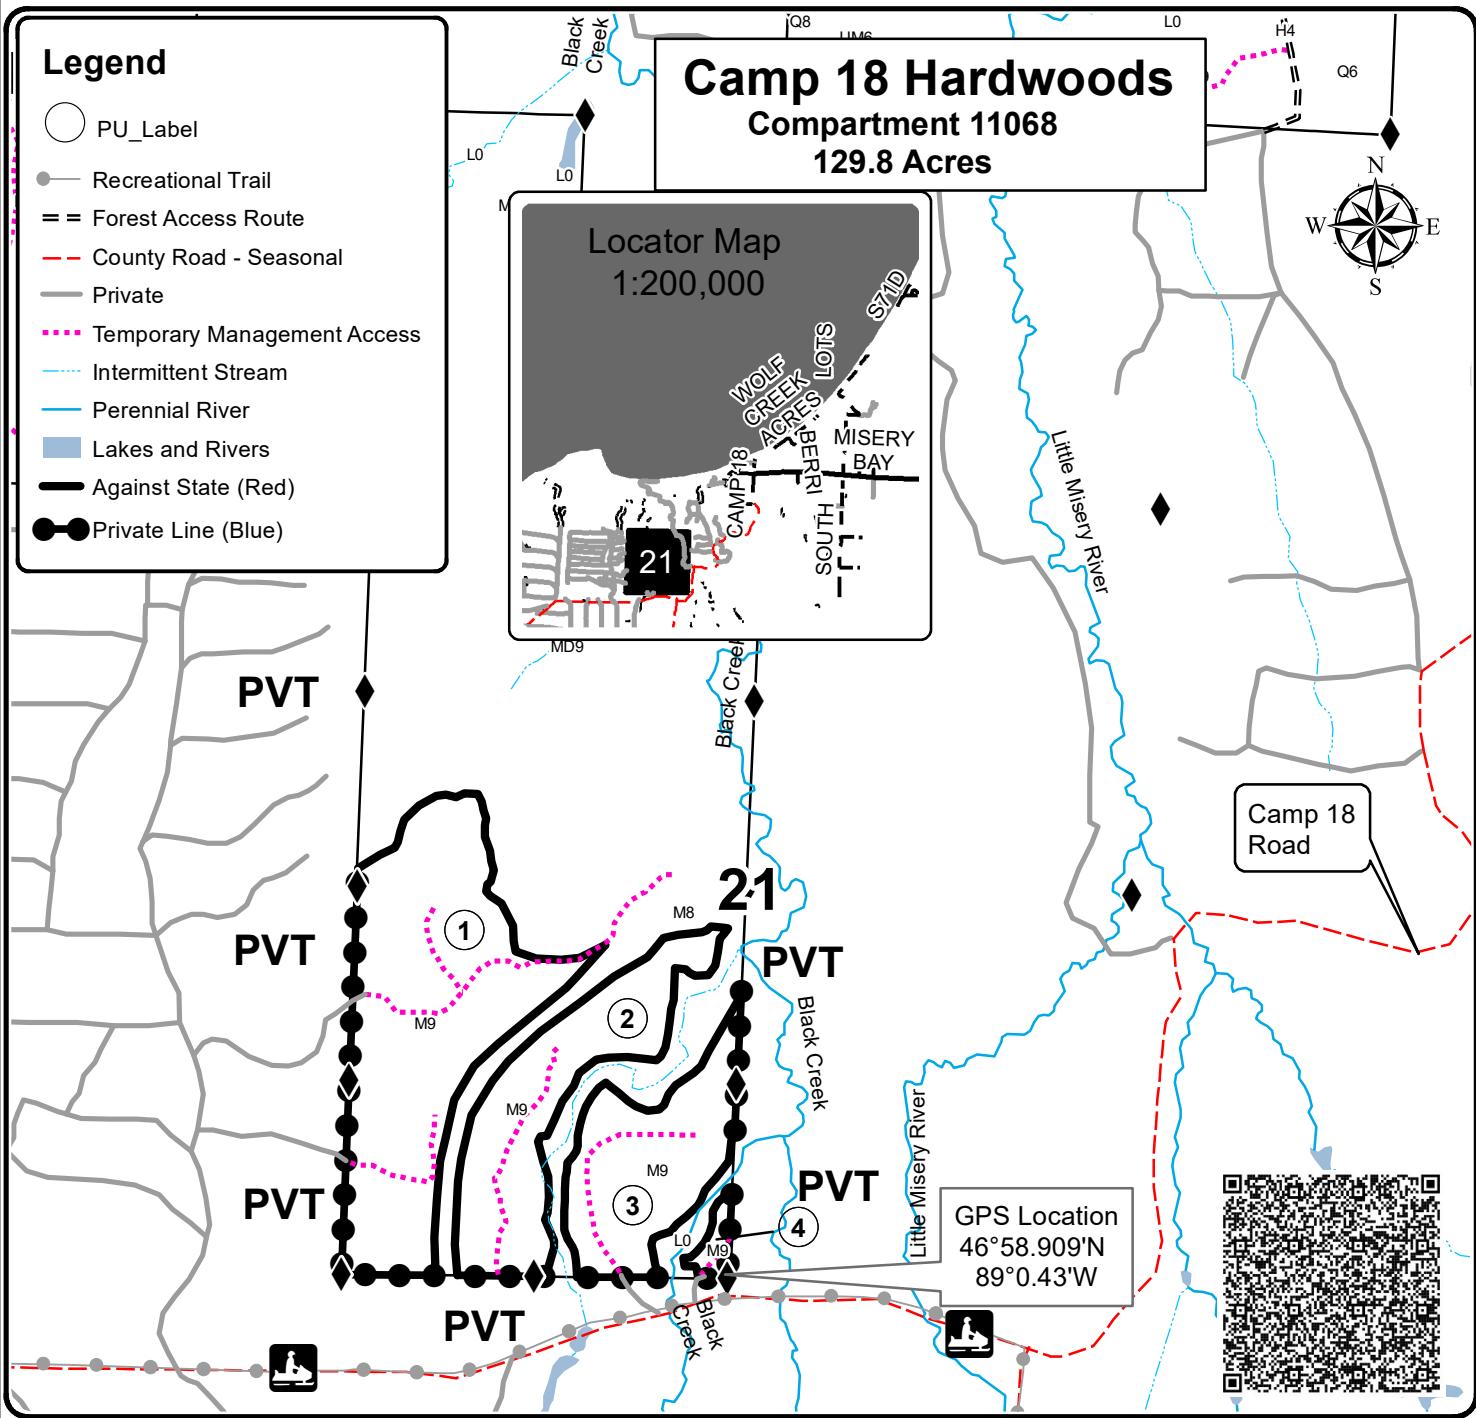 Legend
PU_Label
Recreational Trail
Forest Access Route
County Road - Seasonal
Private
Temporary Management Access
Intermittent Stream
Perennial River
Lakes and Rivers
Against State (Red)
Private Line (Blue)
Camp 18 Hardwoods
Compartment 11068
129.8 Acres
Black
Creek
Q8
L0
H4
Q6
L0
L0
N
W
E
S
Locator Map
1:200,000
S71D
LOTS
WOLF
CREEK
ACRES
MISERY
BAY
BERRI
CAMP 18
SOUTH
21
MD9
Black Creek
Little Misery River
PVT
Camp 18
Road
21
M8
1
PVT
PVT
2
M9
Black Creek
M9
M9
Little Misery River
3
PVT
PVT
4
L0
M9
GPS Location
46°58.909'N
89°0.43'W
PVT
Black
Creek